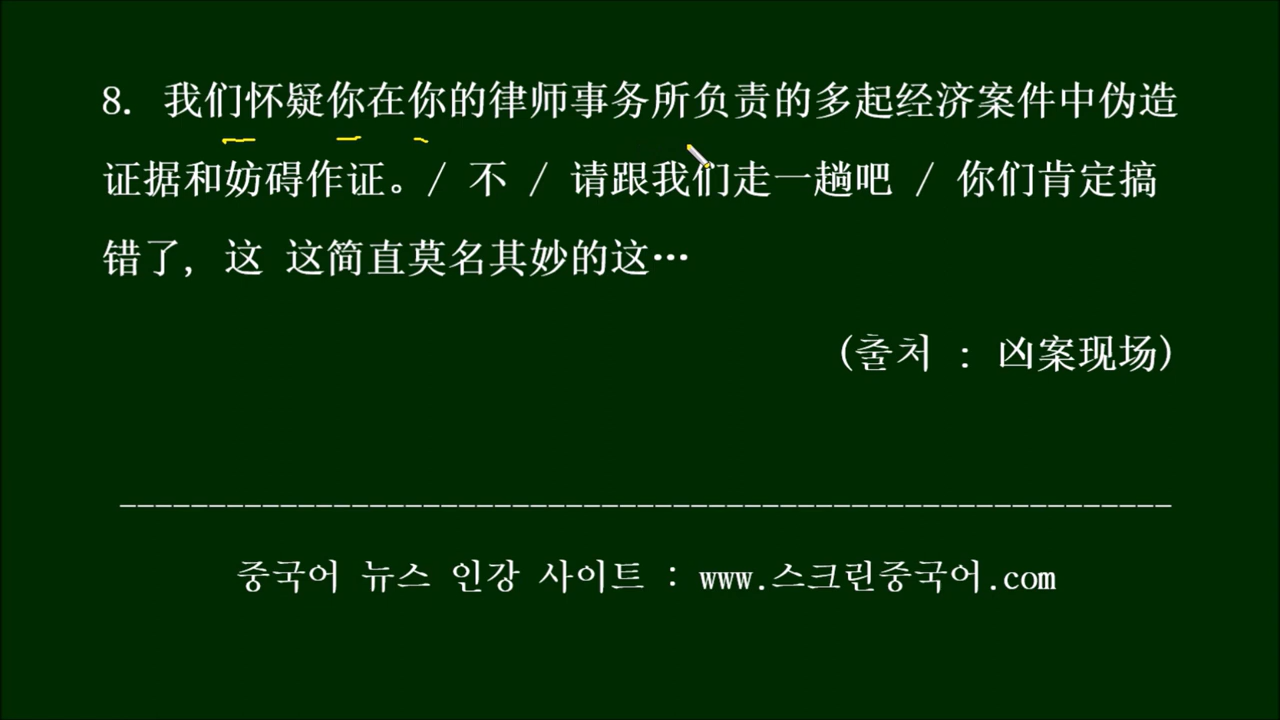 8. 我们怀疑你在你的律师事务所负责的多起经济案件中伪造
证据和妨碍作证。/ 不 / 请跟我们走一趟吧 / 你们肯定搞
错了, 这 这简直莫名其妙的这…
(출처 : 凶案现场)
중국어 뉴스 인강 사이트 : www.스크린중국어.com